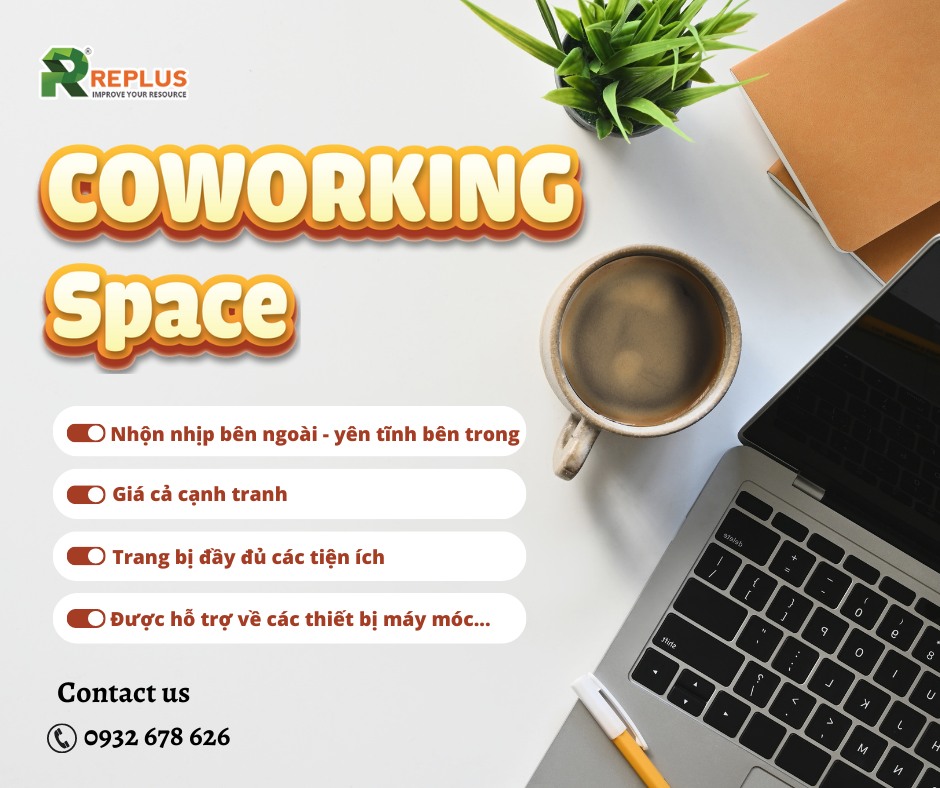 R®
REPLUS
IMPROVE YOUR RESOURCE
COWORKING
Space
Nhộn nhịp bên ngoài - yên tĩnh bên trong
Giá cả cạnh tranh
Trang bị đầy đủ các tiện ích
Được hỗ trợ về các thiết bị máy móc...
Contact us
0932 678 626